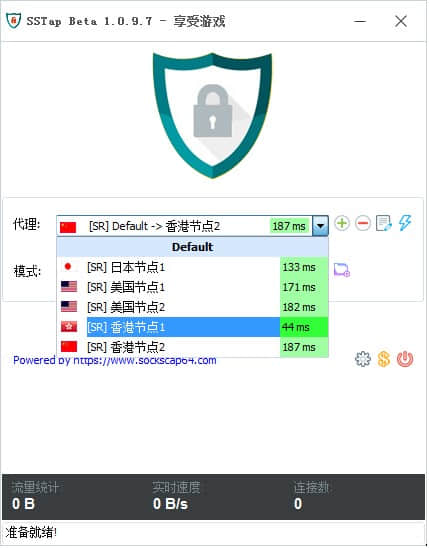 SSTap Beta 1.0.9.7 - 享受游戏
代理:
[SR] Default -> 香港节点2 187 ms
Default
[SR] 日本节点1 133 ms
模式:
[SR] 美国节点1 171 ms
[SR] 美国节点2 182 ms
[SR] 香港节点1 44 ms
[SR] 香港节点2 187 ms
Powered by https://www.sockscap64.com
流量统计: 实时速度: 连接数:
0 B 0 B/s 0
准备就绪!